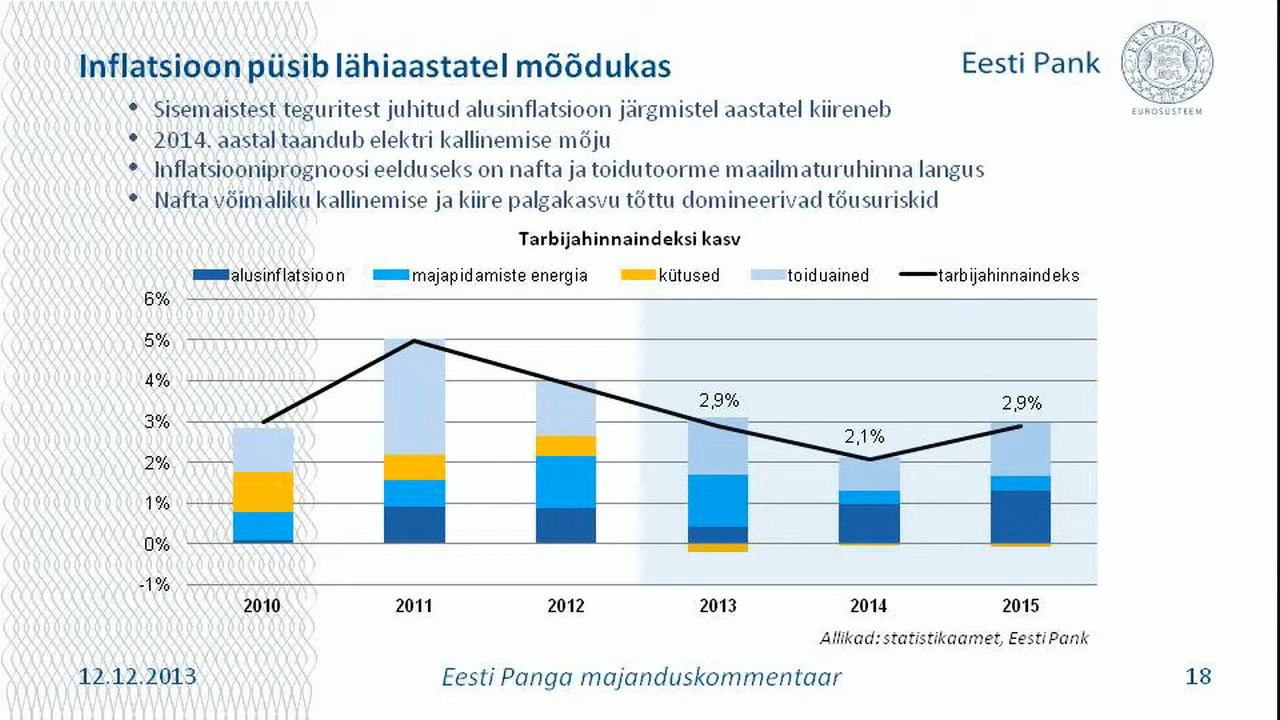 Inflatsioon püsib lähiaastatel mõõdukas
Eesti Pank
EESTI PANK
EUROSÜSTEEM
• Sisemaistest teguritest juhitud alusinflatsioon järgmistel aastatel kiireneb
• 2014. aastal taandub elektri kallinemise mõju
• Inflatsiooniprognoosi eelduseks on nafta ja toidutoorme maailmaturuhinna langus
• Nafta võimaliku kallinemise ja kiire palgakasvu tõttu domineerivad tõusuriskid
Tarbijahinnaindeksi kasv
alusinflatsioon majapidamiste energia kütused toiduained tarbijahinnaindeks
6%
5%
4%
3%
2%
1%
0%
-1%
2,9%
2,1%
2,9%
2010 2011 2012 2013 2014 2015
Allikad: statistikaamet, Eesti Pank
12.12.2013 Eesti Panga majanduskommentaar 18